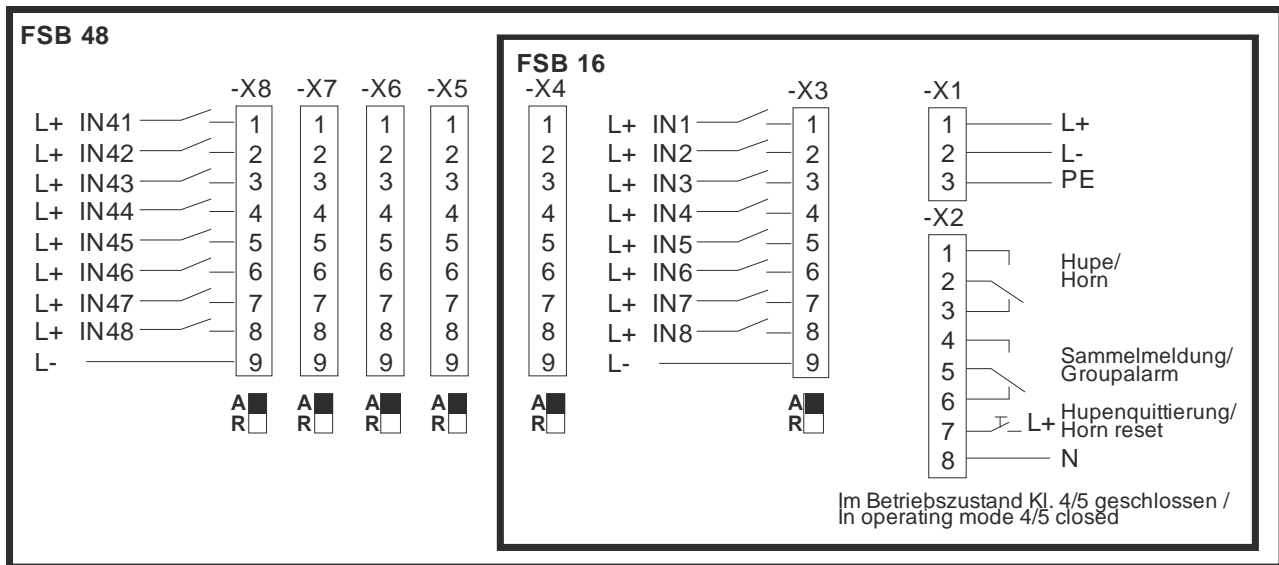 FSB 48
FSB 16
-X8 -X7 -X6 -X5 -X4 -X3 -X1
L+ IN41 1 1 1 1 1 L+ IN1 1 1 L+
L+ IN42 2 2 2 2 2 L+ IN2 2 2 L-
L+ IN43 3 3 3 3 3 L+ IN3 3 3 PE
L+ IN44 4 4 4 4 4 L+ IN4 4
-X2
L+ IN45 5 5 5 5 5 L+ IN5 5
L+ IN46 6 6 6 6 6 L+ IN6 6
L+ IN47 7 7 7 7 7 L+ IN7 7
L+ IN48 8 8 8 8 8 L+ IN8 8
L- 9 9 9 9 9 L- 9
1
2
3
Hupe/
Horn
4
5
6
Sammelmeldung/
Groupalarm
7
L+
Hupenquittierung/
Horn reset
8 N
A A A A A A
R R R R R R
Im Betriebszustand Kl. 4/5 geschlossen /
In operating mode 4/5 closed